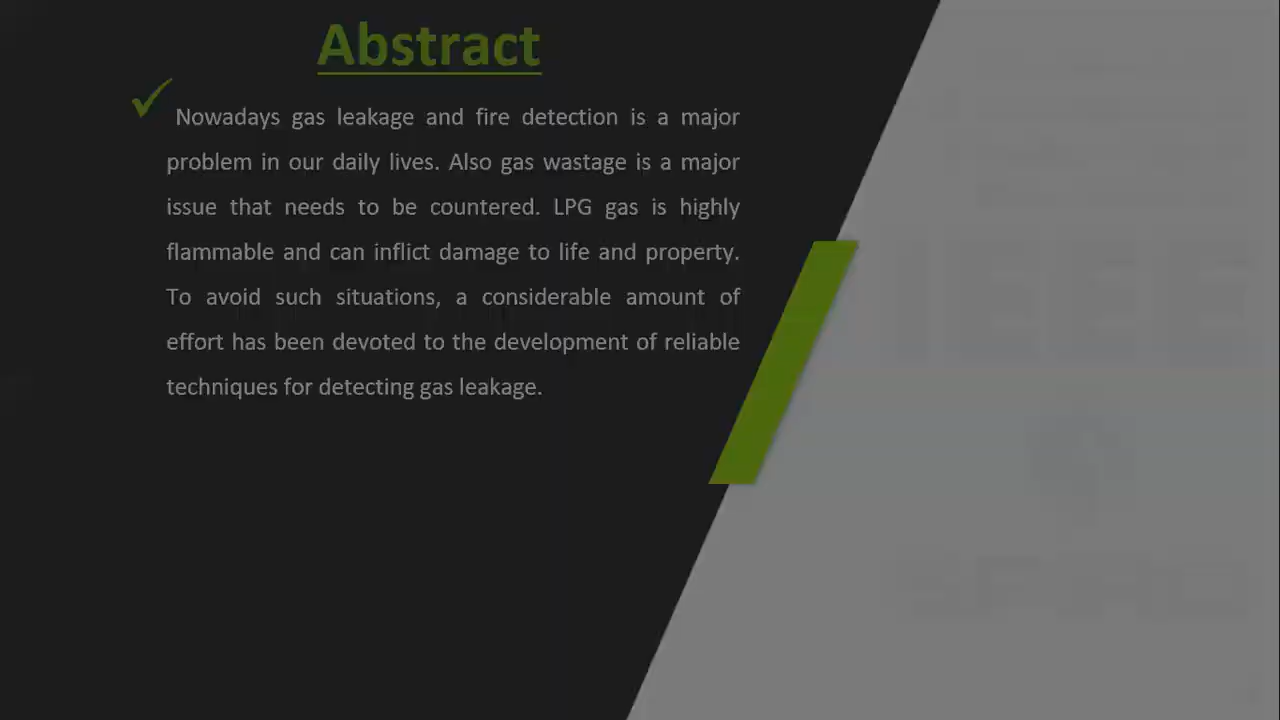 Abstract
Nowadays gas leakage and fire detection is a major
problem in our daily lives. Also gas wastage is a major
issue that needs to be countered. LPG gas is highly
flammable and can inflict damage to life and property.
To avoid such situations, a considerable amount of
effort has been devoted to the development of reliable
techniques for detecting gas leakage.